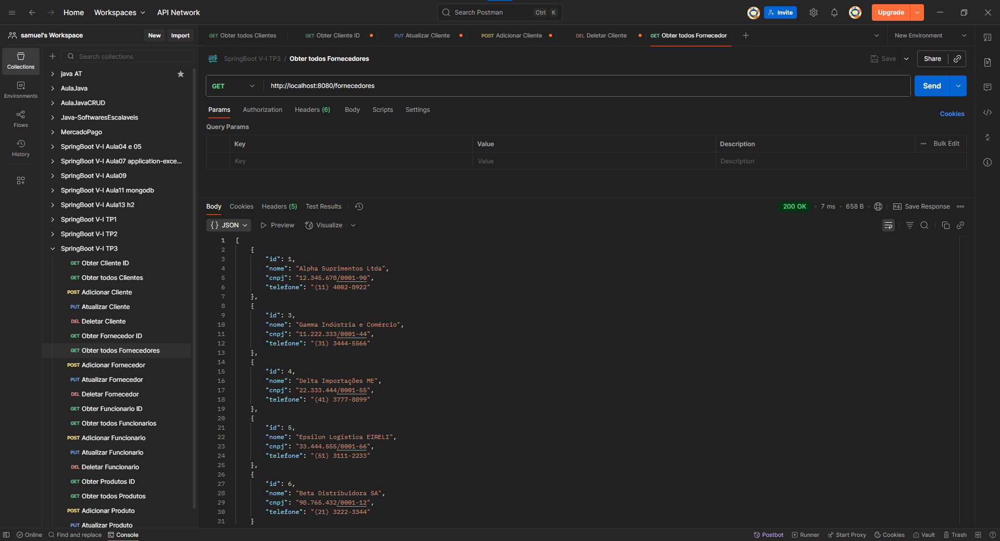 Home
Workspaces
API Network
Search Postman
Ctrl
K
Invite
Upgrade
samuel's Workspace
New
Import
GET Obter todos Clientes
GET Obter Cliente ID
PUT Atualizar Cliente
POST Adicionar Cliente
DEL Deletar Cliente
GET Obter todos Fornecedor
New Environment
Collections
Environments
Flows
History
Search collections
java AT
AulaJava
AulaJavaCRUD
Java-SoftwaresEscalaveis
MercadoPago
SpringBoot V-I Aula04 e 05
SpringBoot V-I Aula07 application-exce...
SpringBoot V-I Aula09
SpringBoot V-I Aula11 mongodb
SpringBoot V-I Aula13 h2
SpringBoot V-I TP1
SpringBoot V-I TP2
SpringBoot V-I TP3
GET Obter Cliente ID
GET Obter todos Clientes
POST Adicionar Cliente
PUT Atualizar Cliente
DEL Deletar Cliente
GET Obter Fornecedor ID
GET Obter todos Fornecedores
POST Adicionar Fornecedor
PUT Atualizar Fornecedor
DEL Deletar Fornecedor
GET Obter Funcionario ID
GET Obter todos Funcionarios
POST Adicionar Funcionario
PUT Atualizar Funcionario
DEL Deletar Funcionario
GET Obter Produtos ID
GET Obter todos Produtos
POST Adicionar Produto
PUT Atualizar Produto
HTTP SpringBoot V-I TP3 / Obter todos Fornecedores
Save
Share
GET
http://localhost:8080/fornecedores
Send
Params
Authorization
Headers (6)
Body
Scripts
Settings
Cookies
Query Params
Key
Value
Description
Bulk Edit
Key
Value
Description
Body
Cookies
Headers (5)
Test Results
200 OK
7 ms
658 B
e.g.
Save Response
{} JSON
Preview
Visualize
1 [
2 {
3 "id": 1,
4 "nome": "Alpha Suprimentos Ltda",
5 "cnpj": "12.345.678/0001-90",
6 "telefone": "(11) 4002-8922"
7 },
8 {
9 "id": 3,
10 "nome": "Gamma Indústria e Comércio",
11 "cnpj": "11.222.333/0001-44",
12 "telefone": "(31) 3444-5566"
13 },
14 {
15 "id": 4,
16 "nome": "Delta Importações ME",
17 "cnpj": "22.333.444/0001-55",
18 "telefone": "(41) 3777-8899"
19 },
20 {
21 "id": 5,
22 "nome": "Epsilon Logística EIRELI",
23 "cnpj": "33.444.555/0001-66",
24 "telefone": "(51) 3111-2233"
25 },
26 {
27 "id": 6,
28 "nome": "Beta Distribuidora SA",
29 "cnpj": "98.765.432/0001-12",
30 "telefone": "(21) 3222-3344"
31 }
Online
Find and replace
Console
Postbot
Runner
Start Proxy
Cookies
Vault
Trash